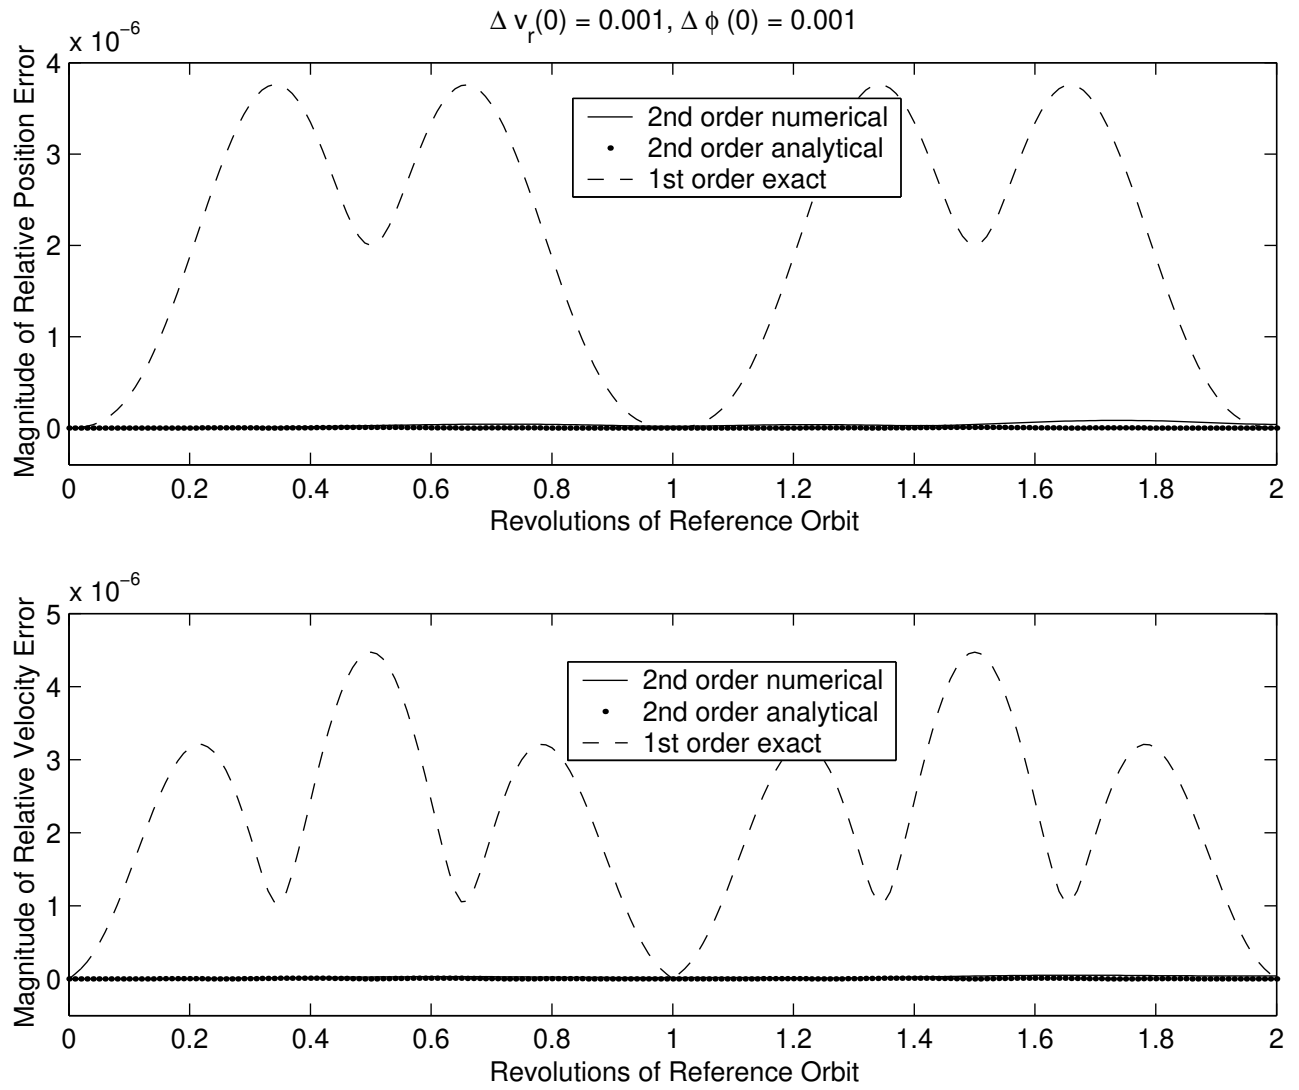 Δ v_r(0) = 0.001, Δ ϕ (0) = 0.001
x 10^−6
Magnitude of Relative Position Error
4
3
2
1
0
2nd order numerical
2nd order analytical
1st order exact
0 0.2 0.4 0.6 0.8 1 1.2 1.4 1.6 1.8 2
Revolutions of Reference Orbit
x 10^−6
Magnitude of Relative Velocity Error
5
4
3
2
1
0
2nd order numerical
2nd order analytical
1st order exact
0 0.2 0.4 0.6 0.8 1 1.2 1.4 1.6 1.8 2
Revolutions of Reference Orbit